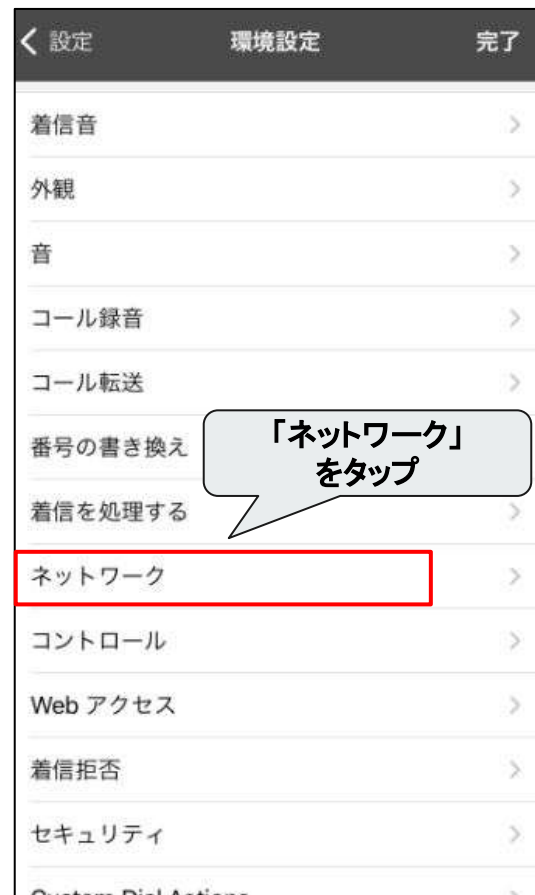 設定 環境設定 完了
着信音
外観
音
コール録音
コール転送
番号の書き換え
「ネットワーク」
をタップ
着信を処理する
ネットワーク
コントロール
Web アクセス
着信拒否
セキュリティ
Custom Dial Actions